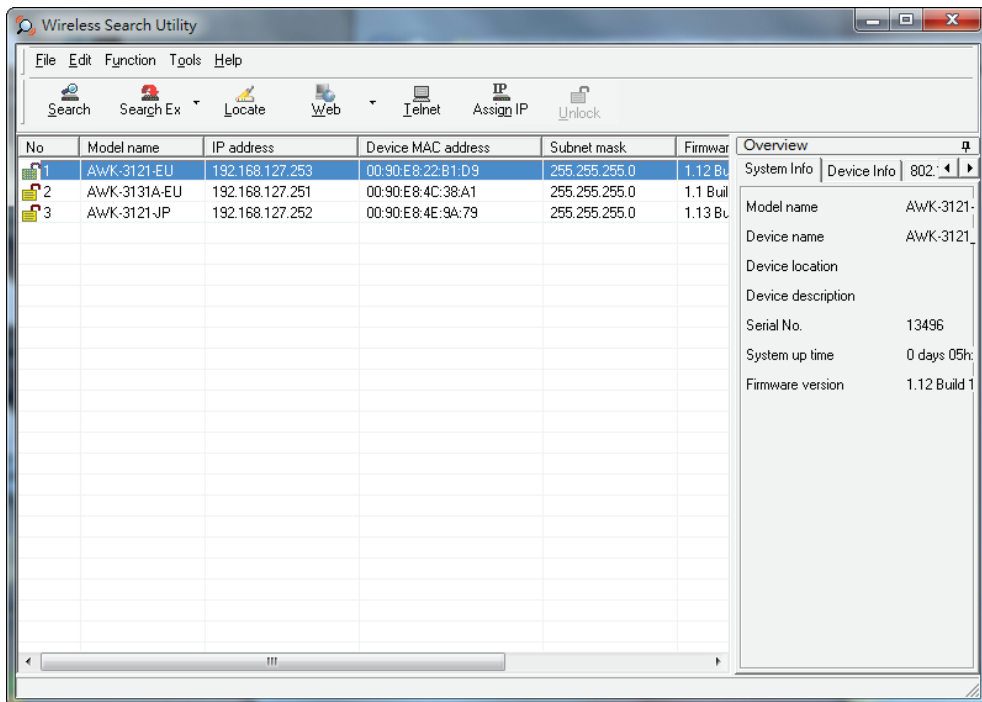 Wireless Search Utility
File Edit Function Tools Help
Search Search Ex Locate Web Telnet Assign IP Unlock
No Model name IP address Device MAC address Subnet mask Firmwar
1 AWK-3121-EU 192.168.127.253 00:90:E8:22:B1:D9 255.255.255.0 1.12 Bu
2 AWK-3131A-EU 192.168.127.251 00:90:E8:4C:38:A1 255.255.255.0 1.1 Buil
3 AWK-3121-JP 192.168.127.252 00:90:E8:4E:9A:79 255.255.255.0 1.13 Bu
Overview
System Info Device Info 802.
Model name AWK-3121-
Device name AWK-3121_
Device location
Device description
Serial No. 13496
System up time 0 days 05h:
Firmware version 1.12 Build 1